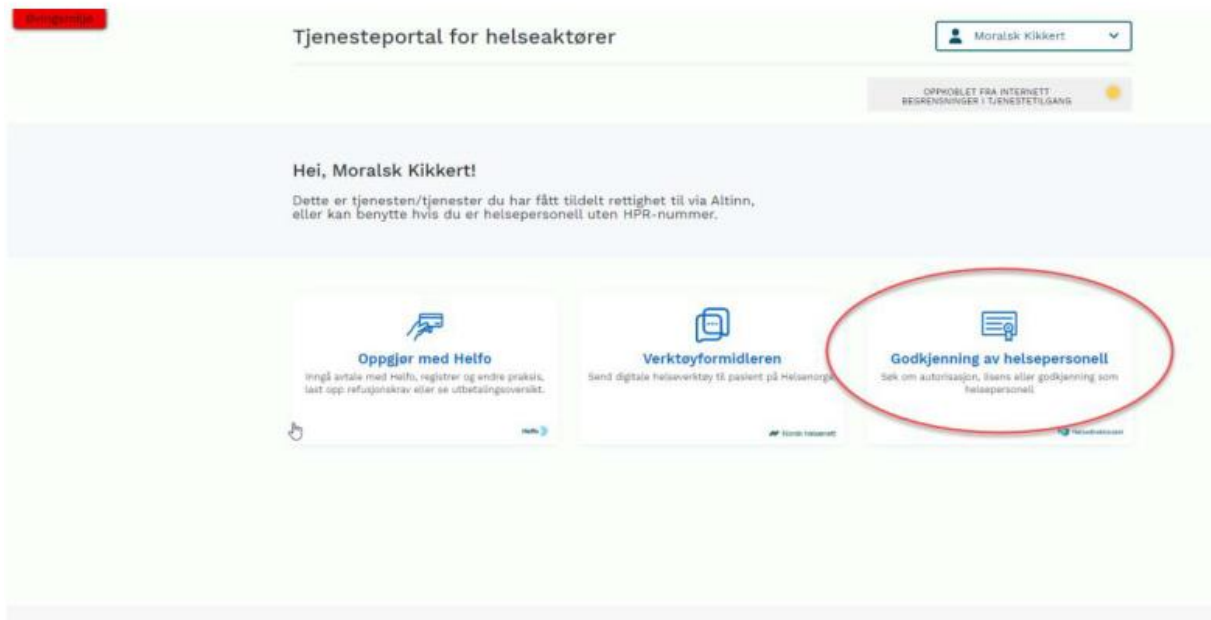 Øvingsmiljø
Tjenesteportal for helseaktører
Moralsk Kikkert
OPPKOBLET FRA INTERNETT
BEGRENSNINGER I TJENESTETILGANG
Hei, Moralsk Kikkert!
Dette er tjenesten/tjenester du har fått tildelt rettighet til via Altinn,
eller kan benytte hvis du er helsepersonell uten HPR-nummer.
Oppgjør med Helfo
Inngå avtale med Helfo, registrer og endre praksis,
last opp refusjonskrav eller se utbetalingsoversikt.
Helfo
Verktøyformidleren
Send digitale helseverktøy til pasient på Helsenorge
Norsk helsenett
Godkjenning av helsepersonell
Søk om autorisasjon, lisens eller godkjenning som
helsepersonell
Helsedirektoratet